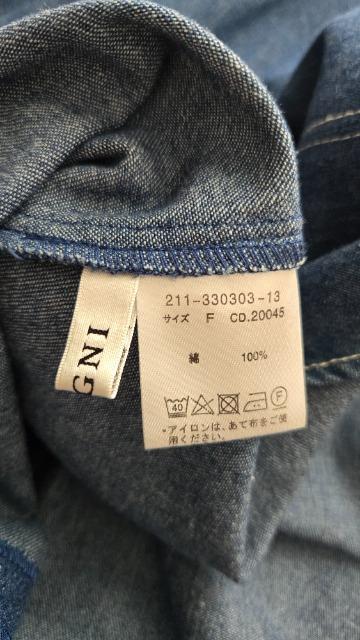 GNI
211-330303-13
サイズ F CD.20045
綿 100%
40 F
*アイロンは、あて布をご使
用ください。